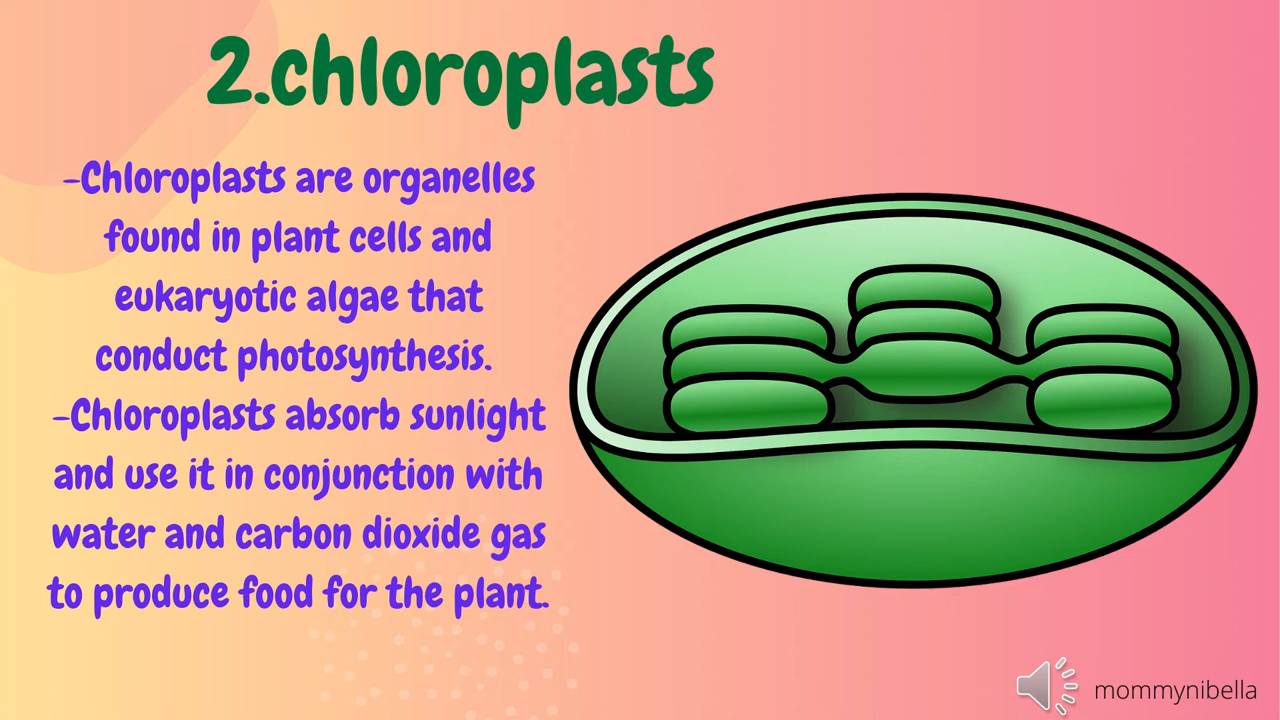 2.chloroplasts
-Chloroplasts are organelles
found in plant cells and
eukaryotic algae that
conduct photosynthesis.
-Chloroplasts absorb sunlight
and use it in conjunction with
water and carbon dioxide gas
to produce food for the plant.
mommynibella